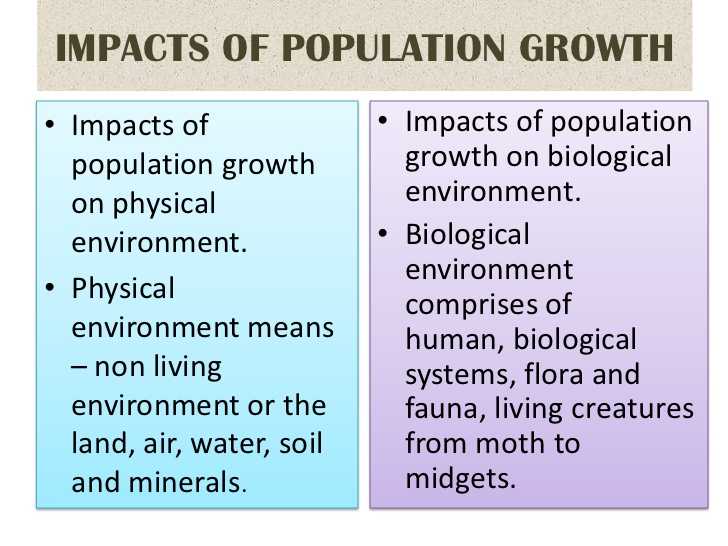 IMPACTS OF POPULATION GROWTH
• Impacts of
population growth
on physical
environment.
• Physical
environment means
– non living
environment or the
land, air, water, soil
and minerals.
• Impacts of population
growth on biological
environment.
• Biological
environment
comprises of
human, biological
systems, flora and
fauna, living creatures
from moth to
midgets.